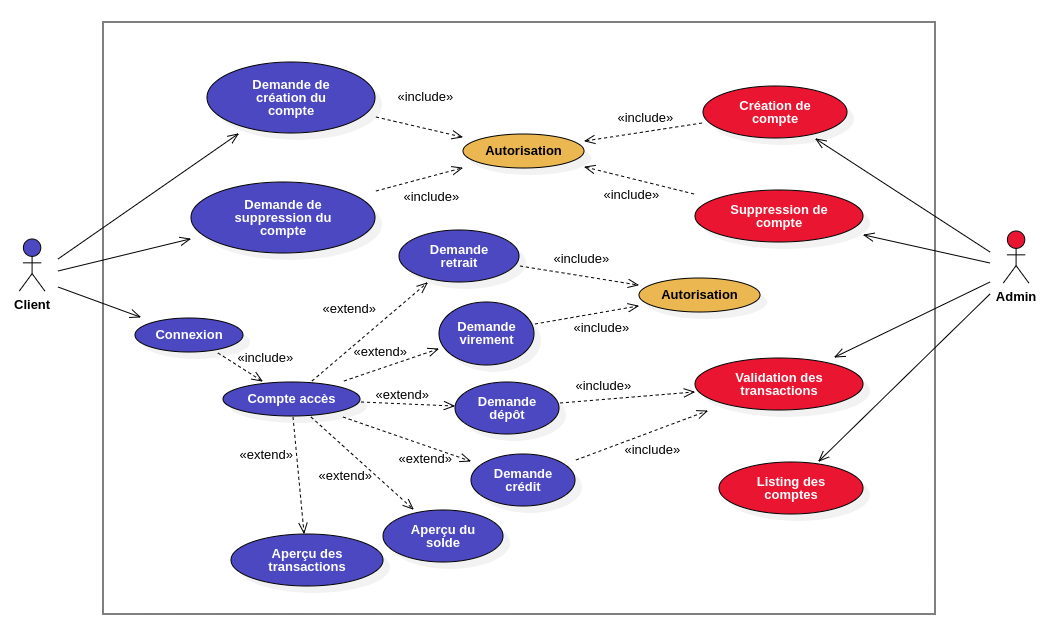 Demande de
création du
compte
«include»
«include»
Création de
compte
Autorisation
Demande de
suppression du
compte
«include»
«include»
Suppression de
compte
Client
Admin
Demande
retrait
«include»
Autorisation
«extend»
Demande
virement
«include»
Connexion
«include»
«extend»
Validation des
transactions
«include»
Compte accès
«extend»
Demande
dépôt
«include»
«extend»
«extend»
«extend»
Demande
crédit
Listing des
comptes
Aperçu du
solde
Aperçu des
transactions